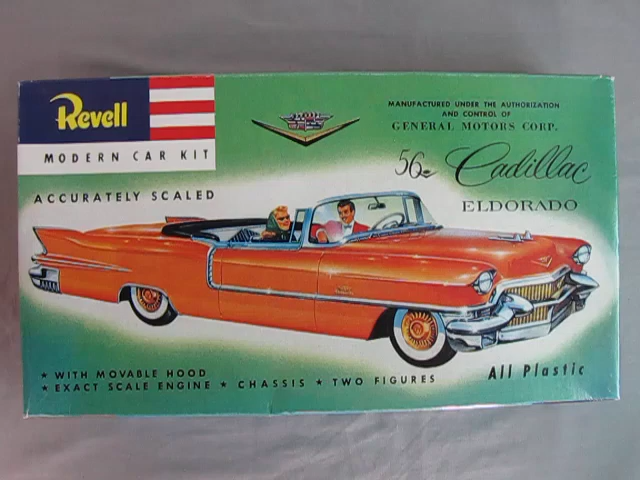 Revell
MODERN CAR KIT
ACCURATELY SCALED
MANUFACTURED UNDER THE AUTHORIZATION
AND CONTROL OF
GENERAL MOTORS CORP.
56 Cadillac
ELDORADO
★ WITH MOVABLE HOOD
★ EXACT SCALE ENGINE ★ CHASSIS ★ TWO FIGURES
All Plastic